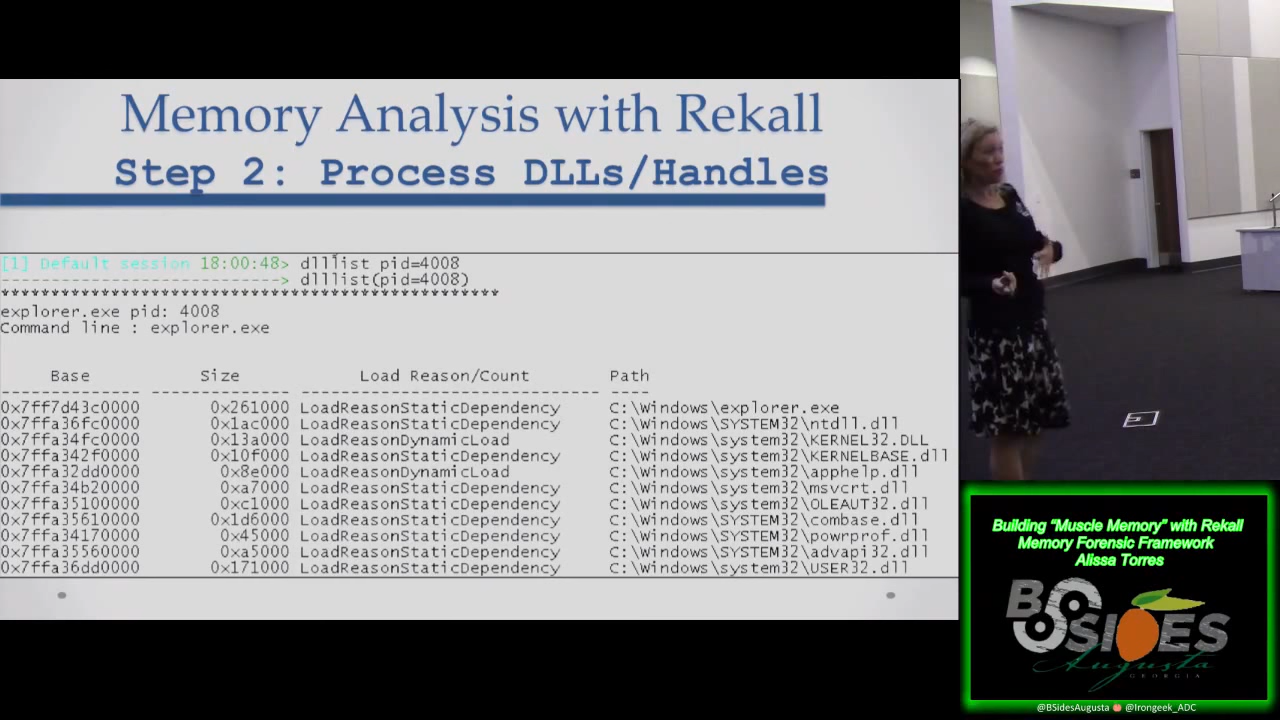 Memory Analysis with Rekall
Step 2: Process DLLs/Handles
[1] Default session 18:00:48> dlllist pid=4008
----------------------------> dlllist(pid=4008)
**************************************************
explorer.exe pid: 4008
Command line : explorer.exe
Base Size Load Reason/Count Path
-------------- -------------- ------------------------------ ----
0x7ff7d43c0000 0x261000 LoadReasonStaticDependency C:\Windows\explorer.exe
0x7ffa36fc0000 0x1ac000 LoadReasonStaticDependency C:\Windows\SYSTEM32\ntdll.dll
0x7ffa34fc0000 0x13a000 LoadReasonDynamicLoad C:\Windows\system32\KERNEL32.DLL
0x7ffa342f0000 0x10f000 LoadReasonStaticDependency C:\Windows\system32\KERNELBASE.dll
0x7ffa32dd0000 0x8e000 LoadReasonDynamicLoad C:\Windows\system32\apphelp.dll
0x7ffa34b20000 0xa7000 LoadReasonStaticDependency C:\Windows\system32\msvcrt.dll
0x7ffa35100000 0xc1000 LoadReasonStaticDependency C:\Windows\system32\OLEAUT32.dll
0x7ffa35610000 0x1d6000 LoadReasonStaticDependency C:\Windows\SYSTEM32\combase.dll
0x7ffa34170000 0x45000 LoadReasonStaticDependency C:\Windows\SYSTEM32\powrprof.dll
0x7ffa35560000 0xa5000 LoadReasonStaticDependency C:\Windows\SYSTEM32\advapi32.dll
0x7ffa36dd0000 0x171000 LoadReasonStaticDependency C:\Windows\system32\USER32.dll
Building “Muscle Memory” with Rekall
Memory Forensic Framework
Alissa Torres
BSIDES
Augusta
GEORGIA
@BSidesAugusta @Irongeek_ADC